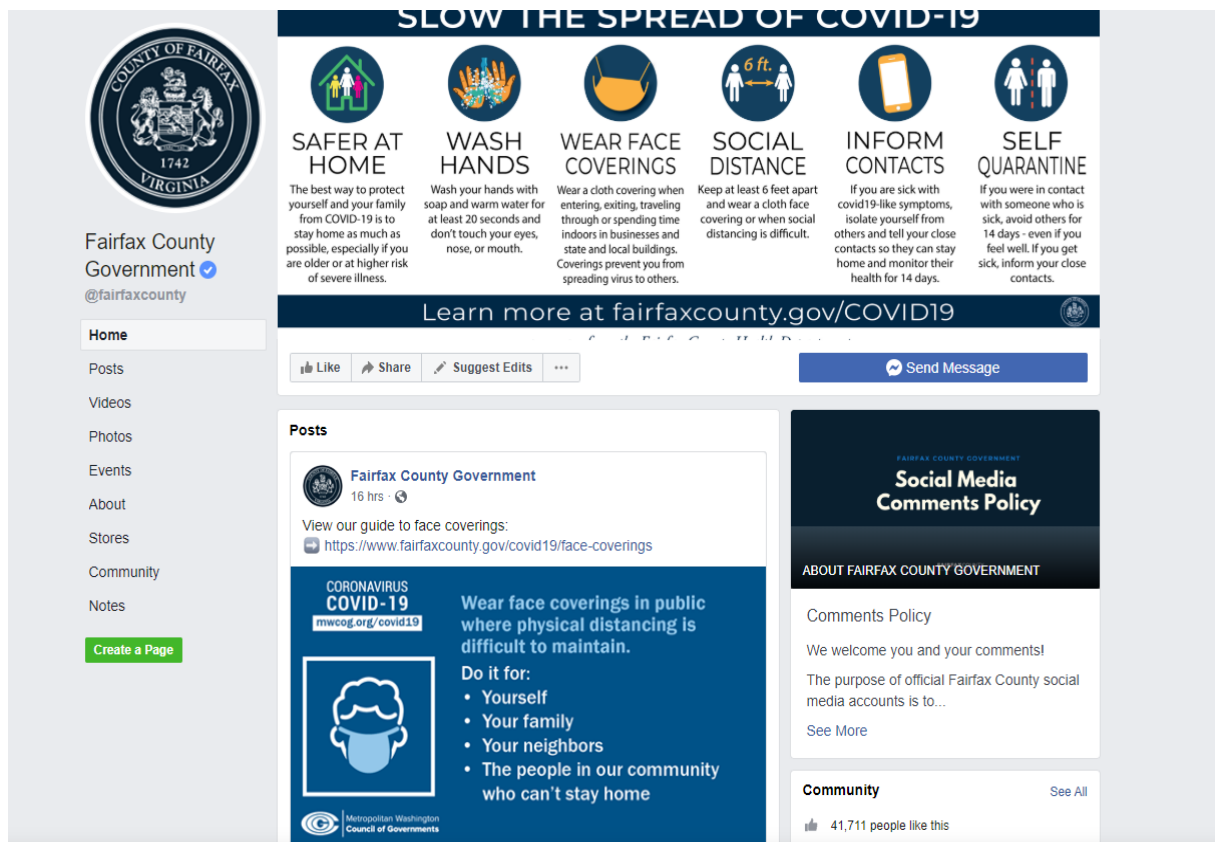 SLOW THE SPREAD OF COVID-19
COUNTY OF FAIRFAX
1742
VIRGINIA
Fairfax County
Government
@fairfaxcounty
Home
Posts
Videos
Photos
Events
About
Stores
Community
Notes
Create a Page
6 ft.
SAFER AT
HOME
The best way to protect
yourself and your family
from COVID-19 is to
stay home as much as
possible, especially if you
are older or at higher risk
of severe illness.
WASH
HANDS
Wash your hands with
soap and warm water for
at least 20 seconds and
don't touch your eyes,
nose, or mouth.
WEAR FACE
COVERINGS
Wear a cloth covering when
entering, exiting, traveling
through or spending time
indoors in businesses and
state and local buildings.
Coverings prevent you from
spreading virus to others.
SOCIAL
DISTANCE
Keep at least 6 feet apart
and wear a cloth face
covering or when social
distancing is difficult.
INFORM
CONTACTS
If you are sick with
covid19-like symptoms,
isolate yourself from
others and tell your close
contacts so they can stay
home and monitor their
health for 14 days.
SELF
QUARANTINE
If you were in contact
with someone who is
sick, avoid others for
14 days - even if you
feel well. If you get
sick, inform your close
contacts.
Learn more at fairfaxcounty.gov/COVID19
Like
Share
Suggest Edits
Send Message
Posts
Fairfax County Government
16 hrs ·
View our guide to face coverings:
https://www.fairfaxcounty.gov/covid19/face-coverings
CORONAVIRUS
COVID-19
mwcog.org/covid19
Wear face coverings in public
where physical distancing is
difficult to maintain.
Do it for:
• Yourself
• Your family
• Your neighbors
• The people in our community
who can't stay home
Metropolitan Washington
Council of Governments
FAIRFAX COUNTY GOVERNMENT
Social Media
Comments Policy
ABOUT FAIRFAX COUNTY GOVERNMENT
Comments Policy
We welcome you and your comments!
The purpose of official Fairfax County social
media accounts is to...
See More
Community
See All
41,711 people like this